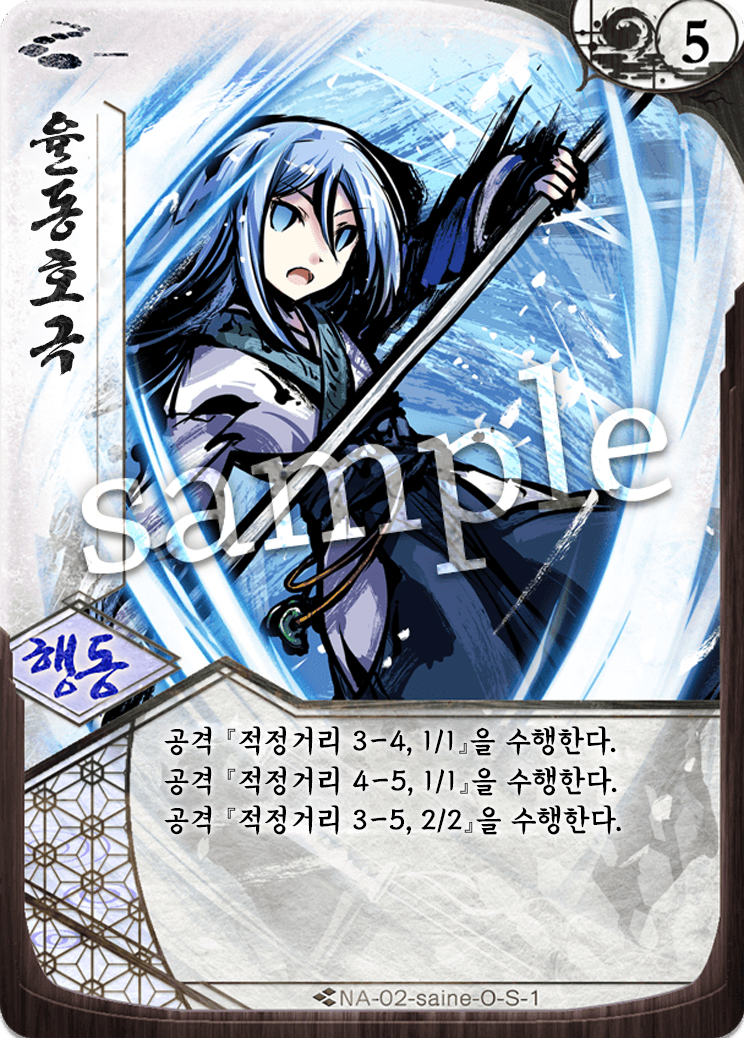 5
율동호극
sample
행동
공격 『적정거리 3-4, 1/1』을 수행한다.
공격 『적정거리 4-5, 1/1』을 수행한다.
공격 『적정거리 3-5, 2/2』을 수행한다.
NA-02-saine-O-S-1